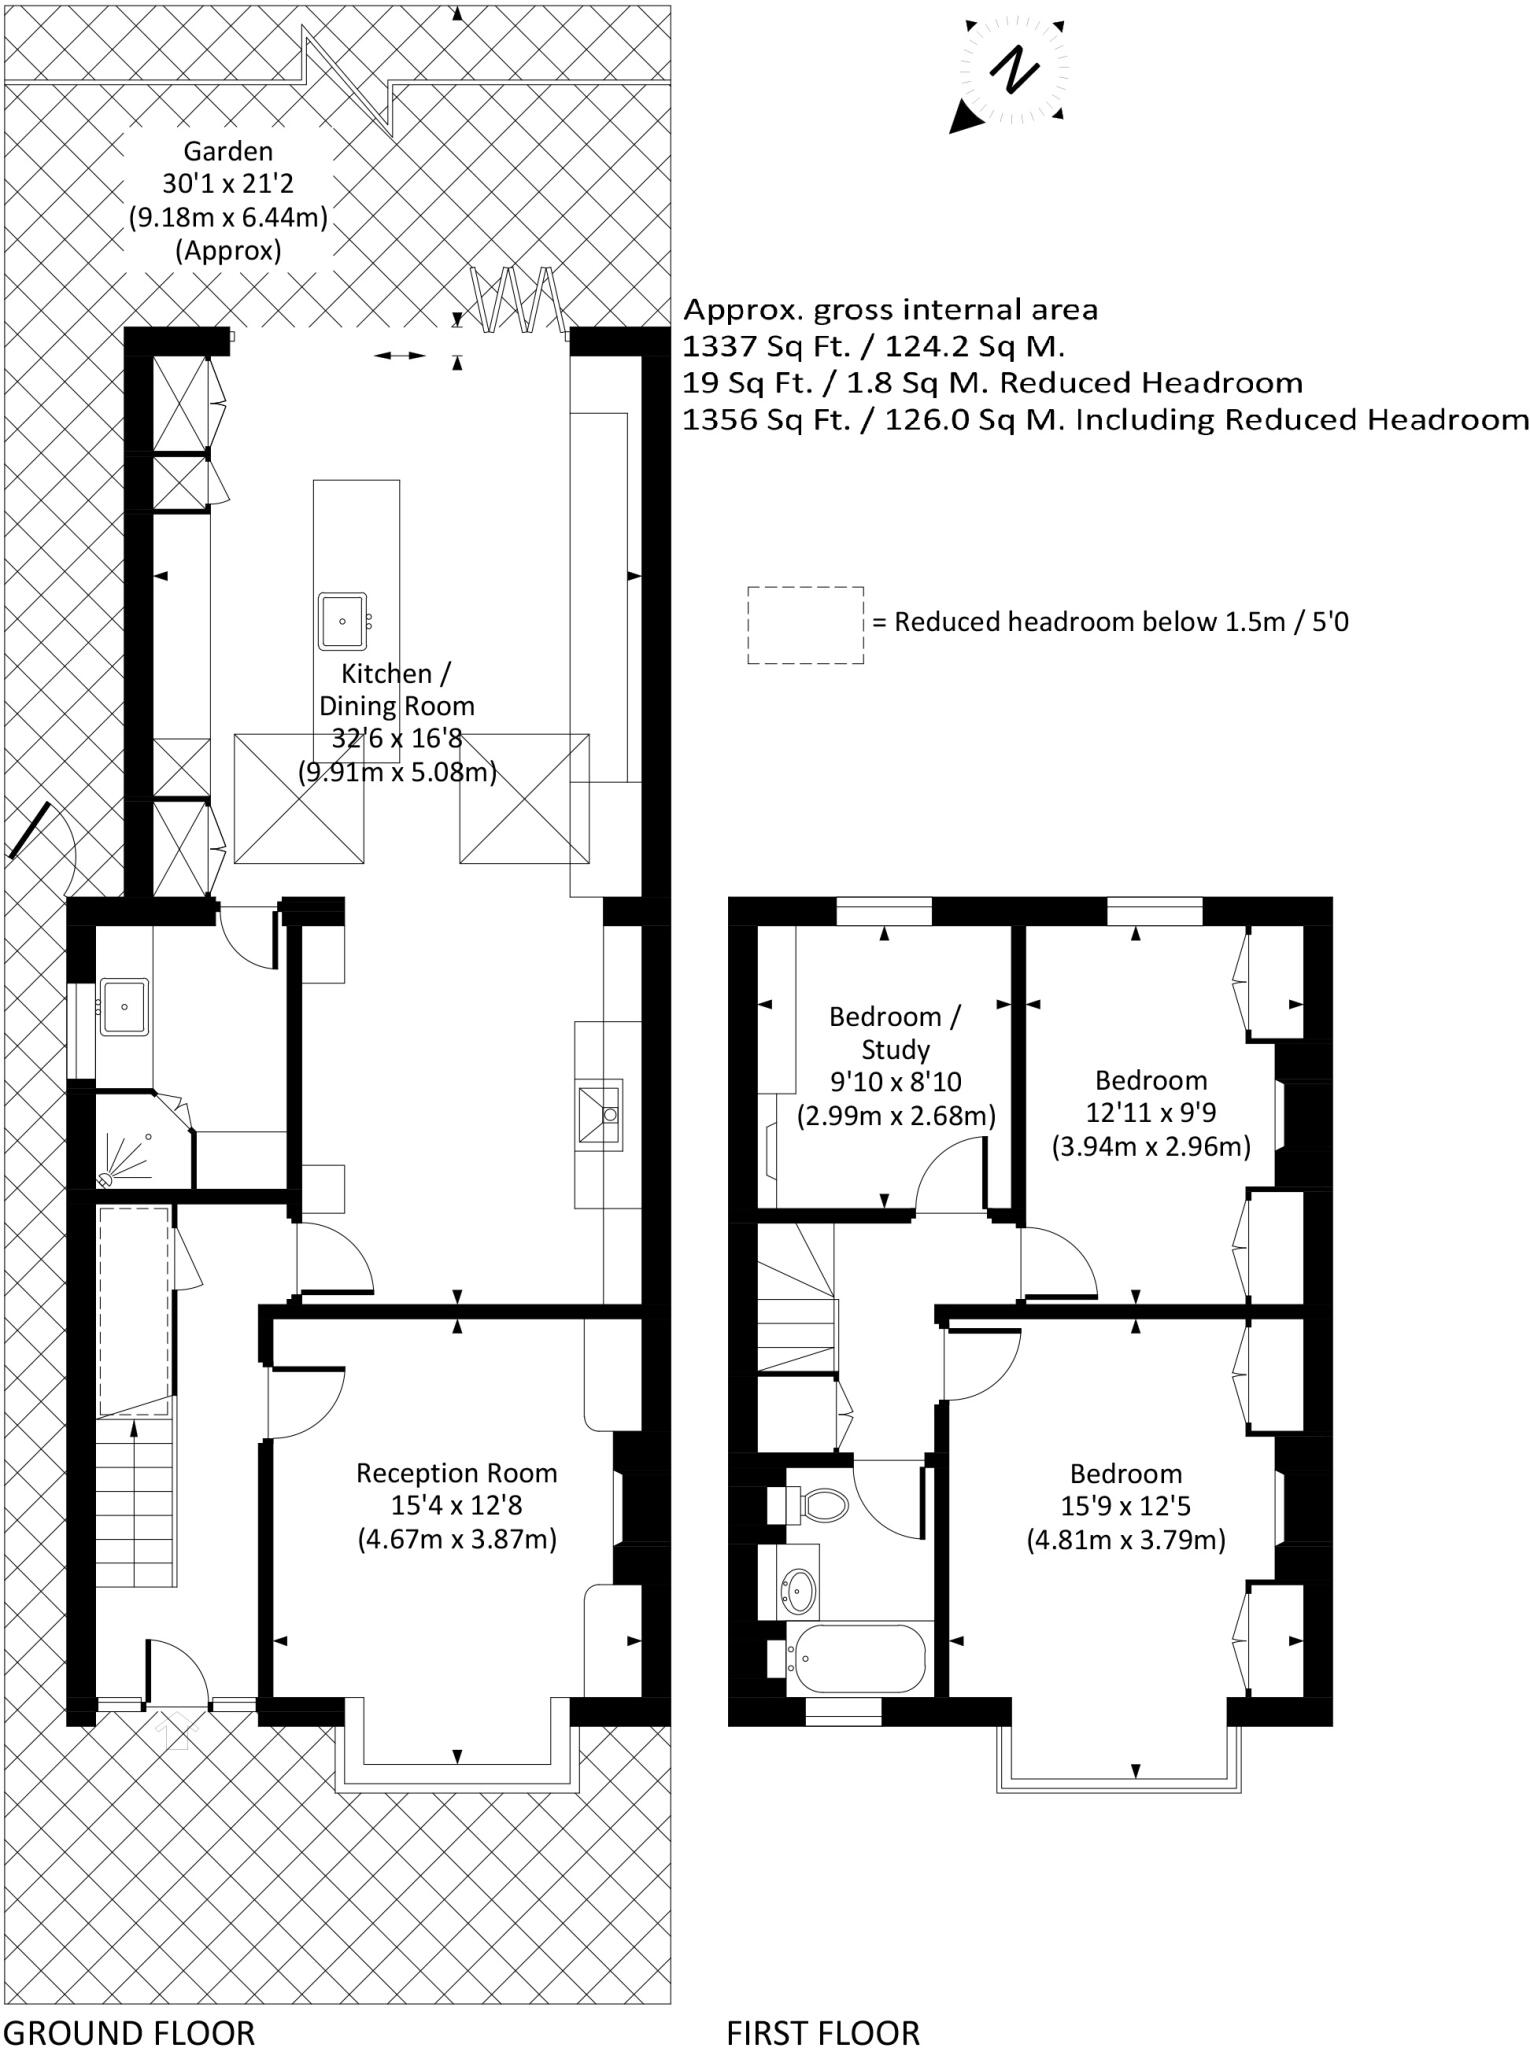 N
Garden
30'1 x 21'2
(9.18m x 6.44m)
(Approx)
Approx. gross internal area
1337 Sq Ft. / 124.2 Sq M.
19 Sq Ft. / 1.8 Sq M. Reduced Headroom
1356 Sq Ft. / 126.0 Sq M. Including Reduced Headroom
= Reduced headroom below 1.5m / 5'0
Kitchen /
Dining Room
32'6 x 16'8
(9.91m x 5.08m)
Reception Room
15'4 x 12'8
(4.67m x 3.87m)
GROUND FLOOR
Bedroom /
Study
9'10 x 8'10
(2.99m x 2.68m)
Bedroom
12'11 x 9'9
(3.94m x 2.96m)
Bedroom
15'9 x 12'5
(4.81m x 3.79m)
FIRST FLOOR